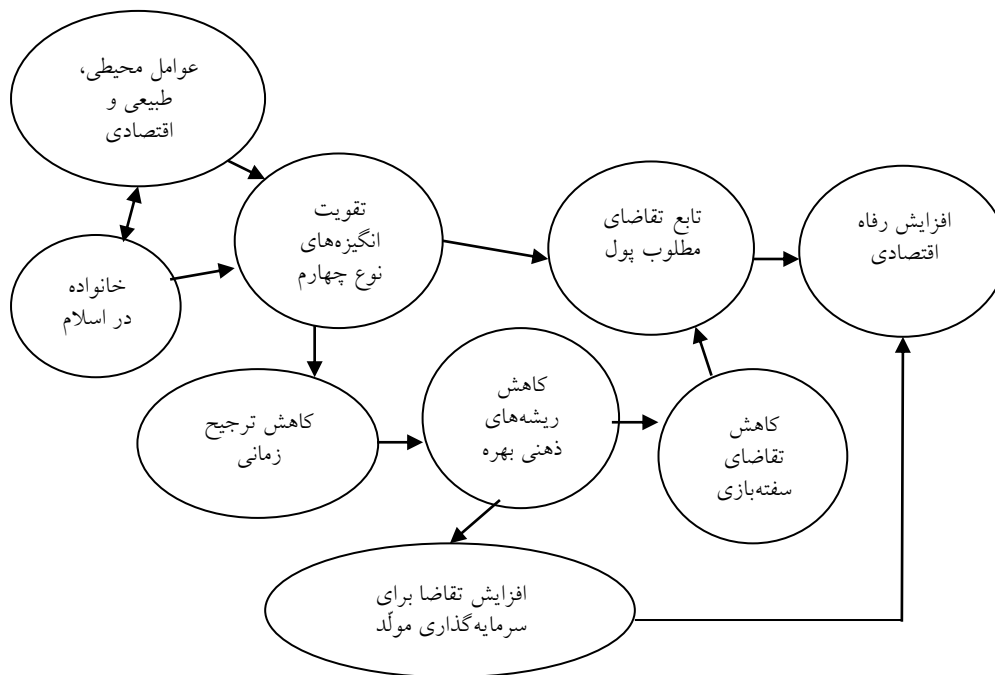 عوامل محیطی،
طبیعی و
اقتصادی
خانواده
در اسلام
تقویت
انگیزه‌های
نوع چهارم
تابع تقاضای
مطلوب پول
افزایش رفاه
اقتصادی
کاهش ترجیح
زمانی
کاهش
ریشه‌های
ذهنی بهره
کاهش
تقاضای
سفته‌بازی
افزایش تقاضا برای
سرمایه‌گذاری مولّد